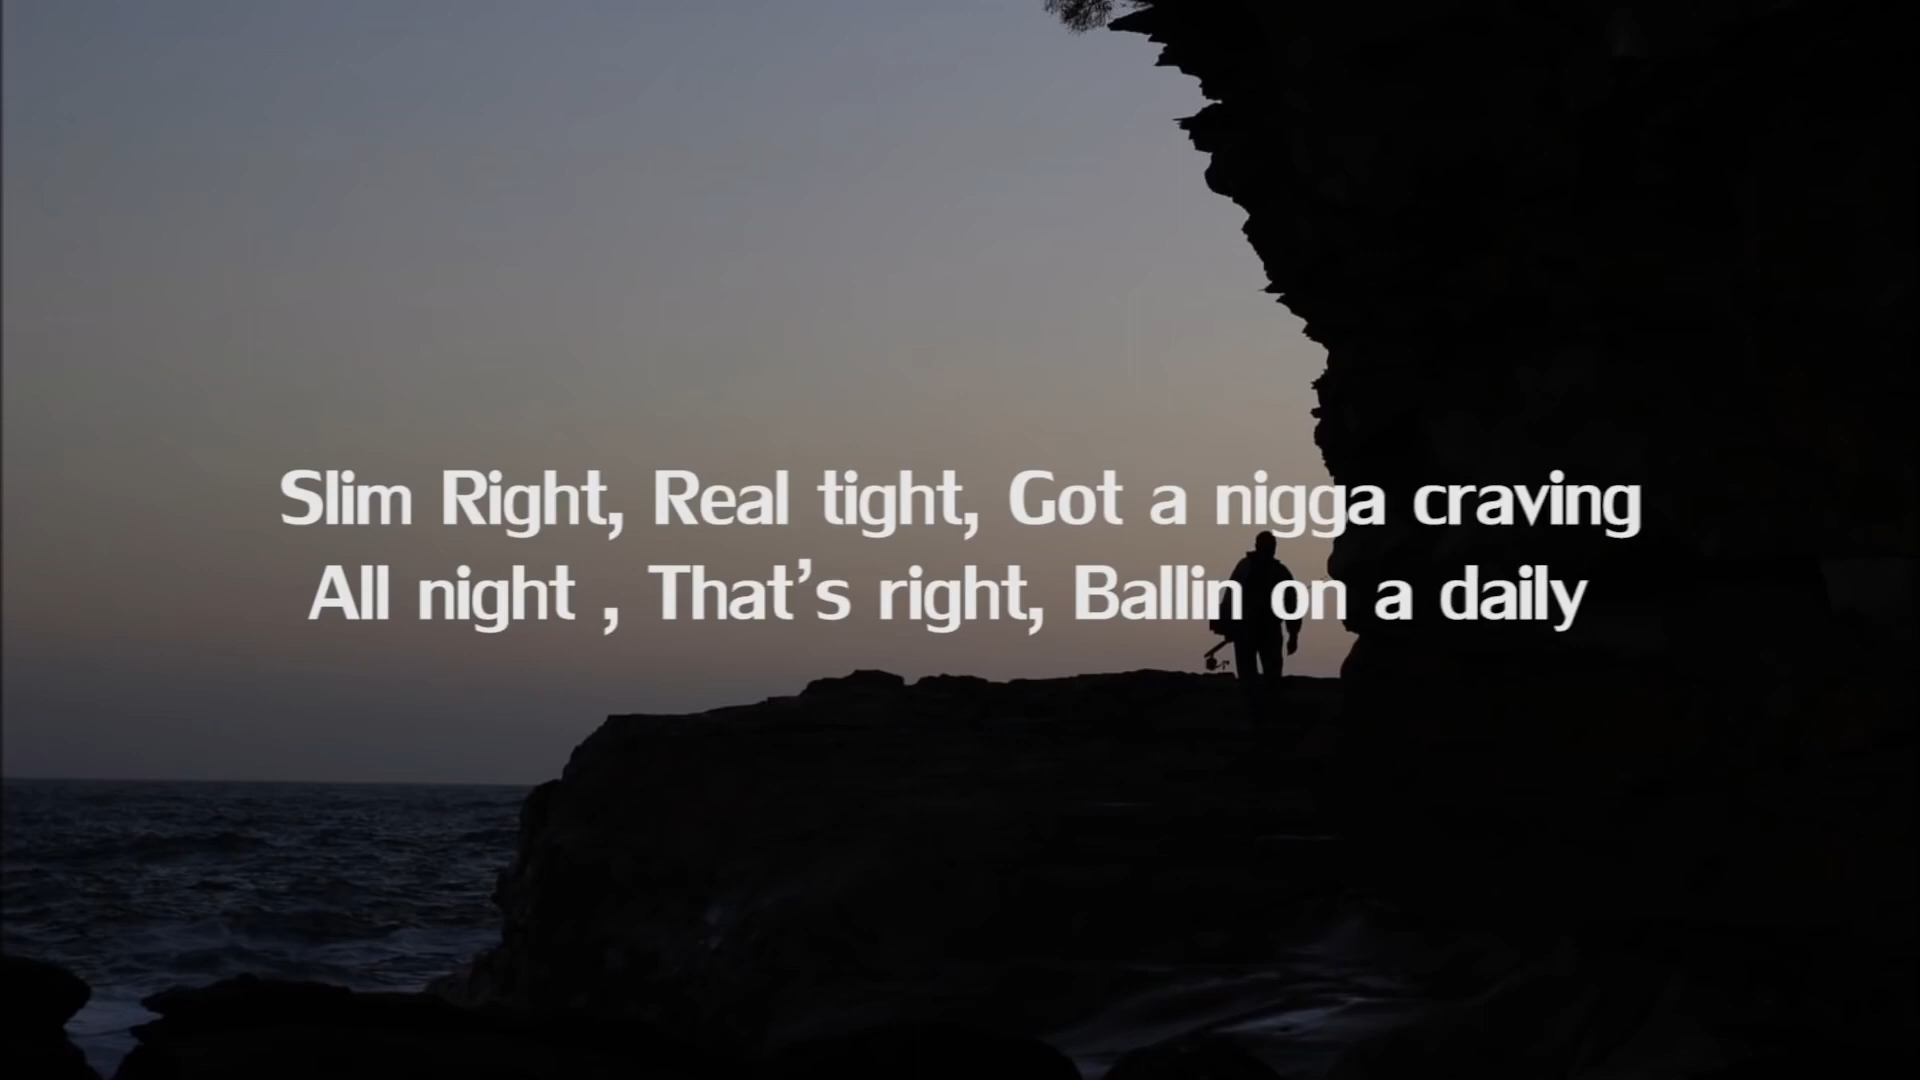 Slim Right, Real tight, Got a nigga craving
All night , That's right, Ballin on a daily